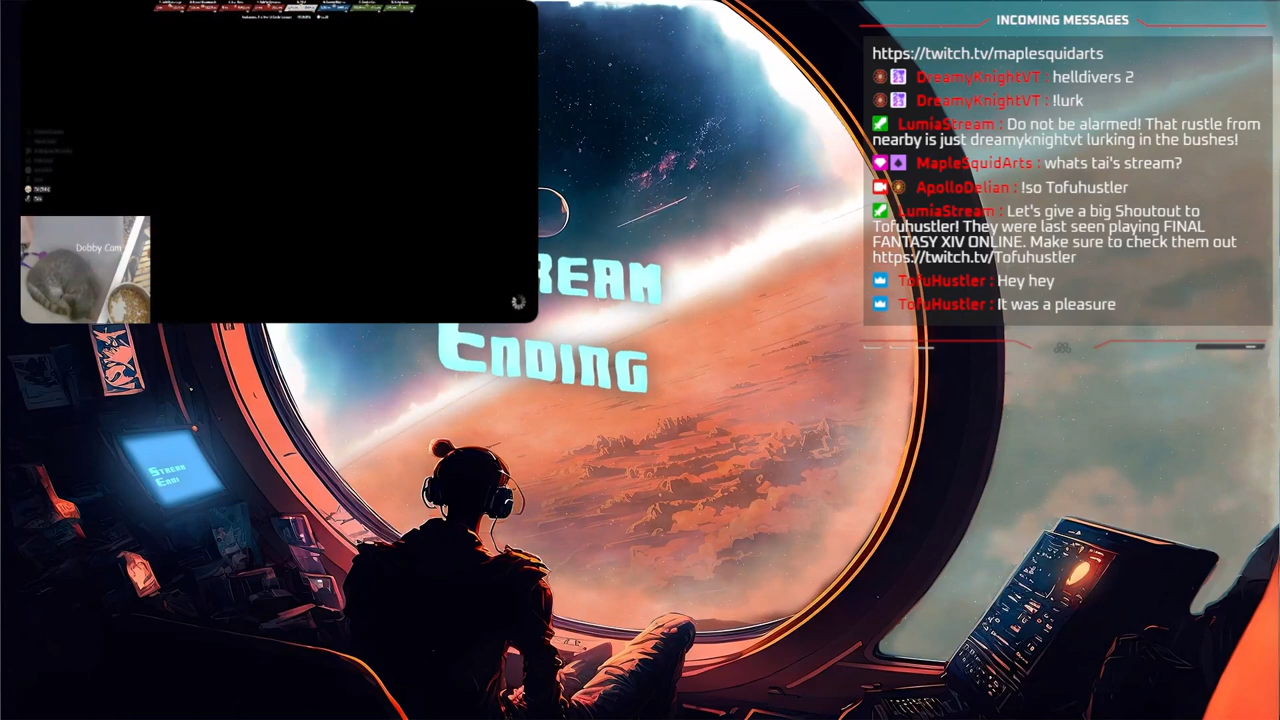 INCOMING MESSAGES
https://twitch.tv/maplesquidarts
DreamyKnightVT : helldivers 2
DreamyKnightVT : !lurk
LumiaStream : Do not be alarmed! That rustle from
nearby is just dreamyknightvt lurking in the bushes!
MapleSquidArts : whats tai's stream?
ApolloDelian : !so Tofuhustler
LumiaStream : Let's give a big Shoutout to
Tofuhustler! They were last seen playing FINAL
FANTASY XIV ONLINE. Make sure to check them out
https://twitch.tv/Tofuhustler
TofuHustler : Hey hey
TofuHustler : It was a pleasure
Dobby Cam
REAM
ENDING
STREAM
ENDI